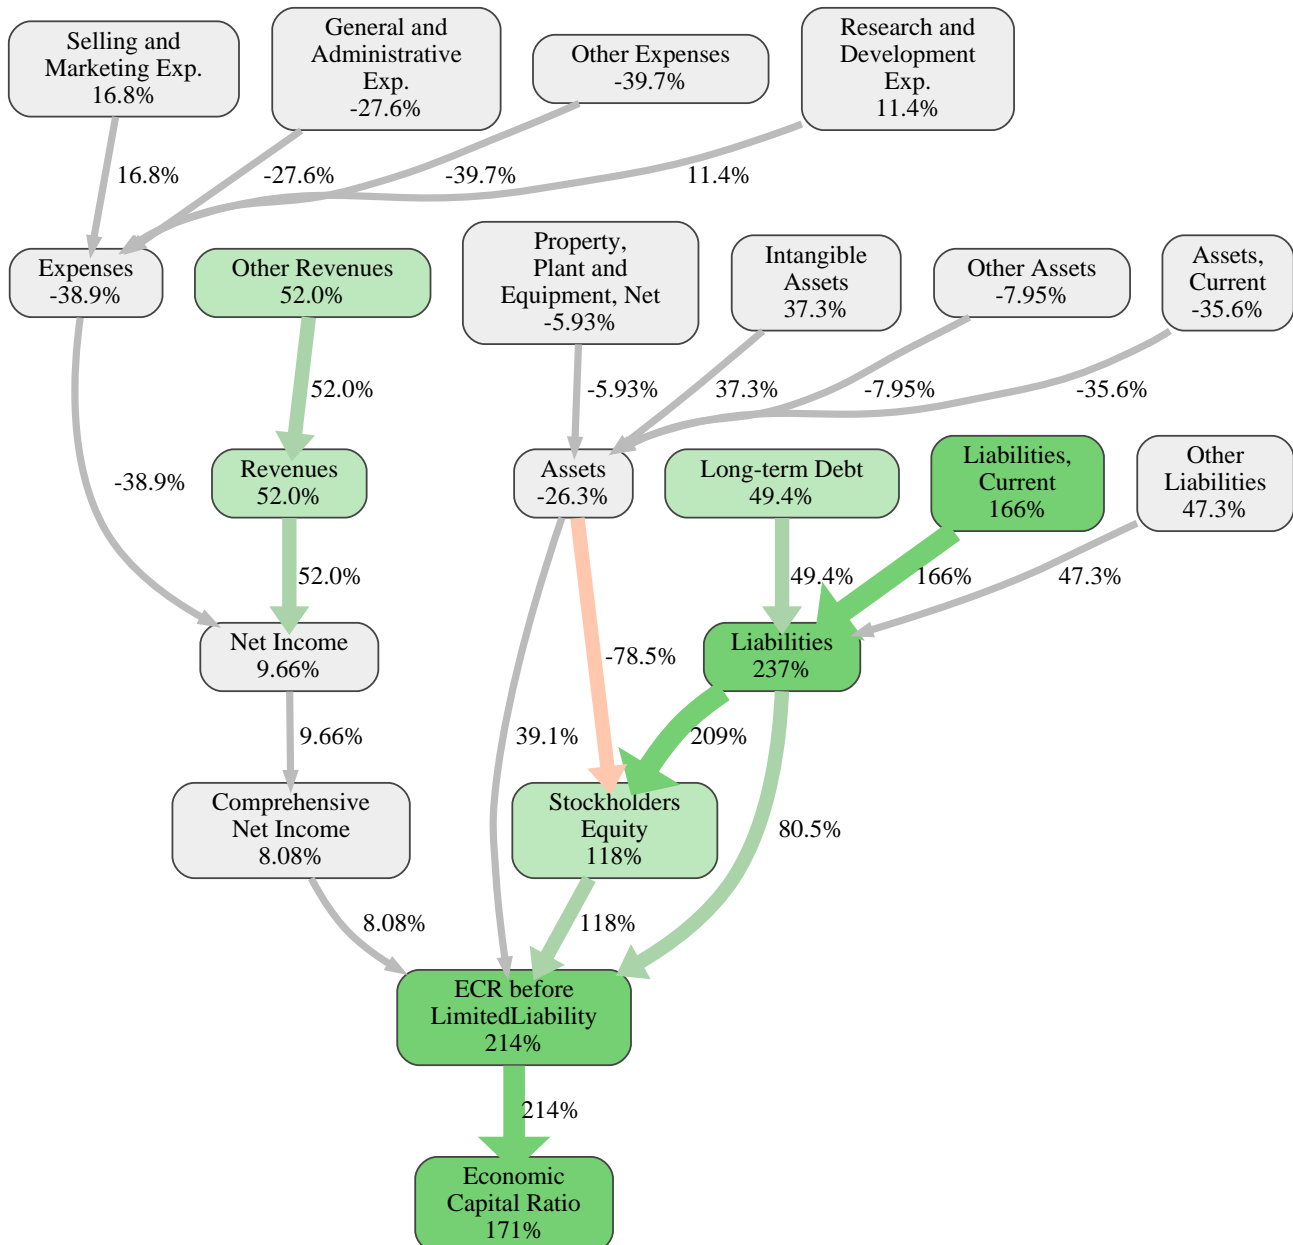 Selling and
Marketing Exp.
16.8%
General and
Administrative
Exp.
-27.6%
Other Expenses
-39.7%
Research and
Development
Exp.
11.4%
16.8%
-27.6%
-39.7%
11.4%
Expenses
-38.9%
Other Revenues
52.0%
Property,
Plant and
Equipment, Net
-5.93%
Intangible
Assets
37.3%
Other Assets
-7.95%
Assets,
Current
-35.6%
52.0%
-5.93%
37.3%
-7.95%
-35.6%
-38.9%
Revenues
52.0%
Assets
-26.3%
Long-term Debt
49.4%
Liabilities,
Current
166%
Other
Liabilities
47.3%
52.0%
49.4%
166%
47.3%
Net Income
9.66%
-78.5%
Liabilities
237%
9.66%
39.1%
209%
Comprehensive
Net Income
8.08%
Stockholders
Equity
118%
80.5%
8.08%
118%
ECR before
LimitedLiability
214%
214%
Economic
Capital Ratio
171%